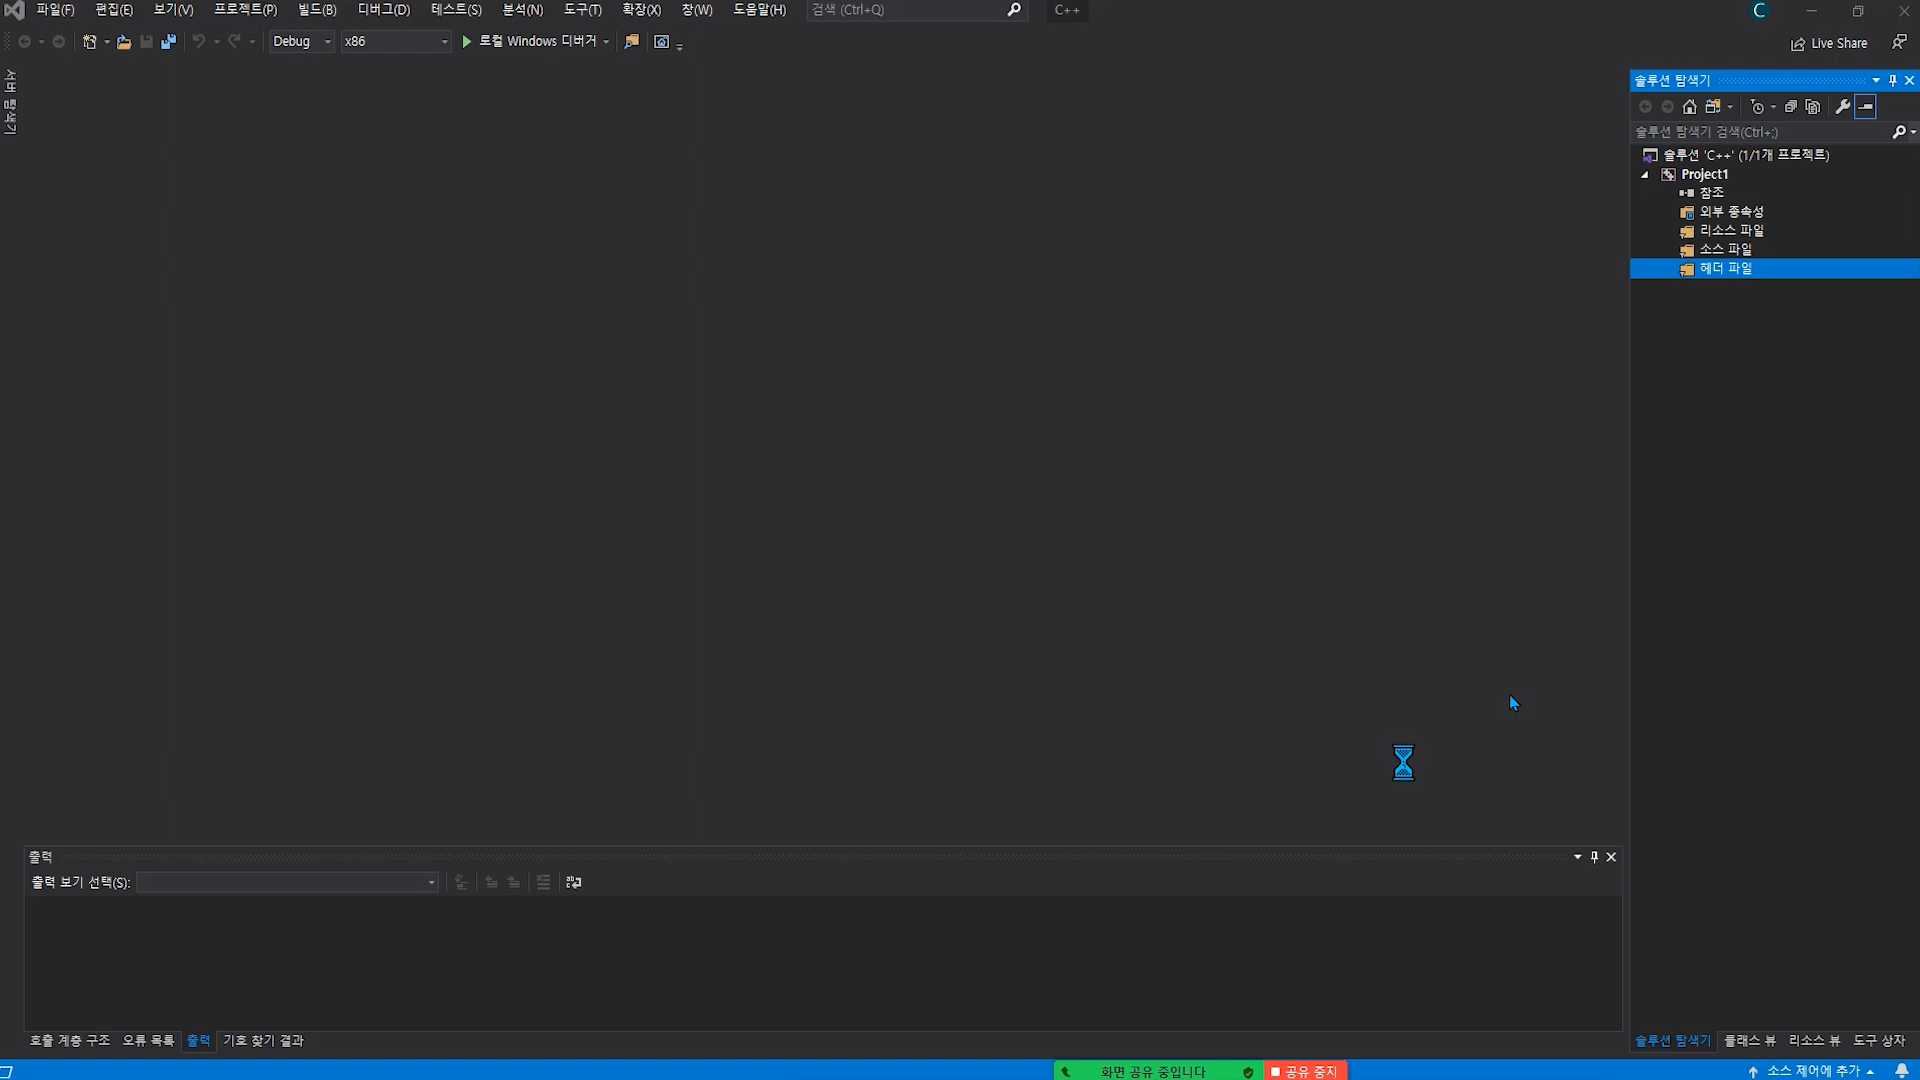 파일(F) 편집(E) 보기(V) 프로젝트(P) 빌드(B) 디버그(D) 테스트(S) 분석(N) 도구(T) 확장(X) 창(W) 도움말(H) 검색 (Ctrl+Q) C++ C
Debug x86 로컬 Windows 디버거 Live Share
서버 탐색기
솔루션 탐색기
솔루션 탐색기 검색(Ctrl+;)
솔루션 'C++' (1/1개 프로젝트)
Project1
참조
외부 종속성
리소스 파일
소스 파일
헤더 파일
출력
출력 보기 선택(S):
호출 계층 구조 오류 목록 출력 기호 찾기 결과
솔루션 탐색기 클래스 뷰 리소스 뷰 도구 상자
화면 공유 중입니다 공유 중지 소스 제어에 추가